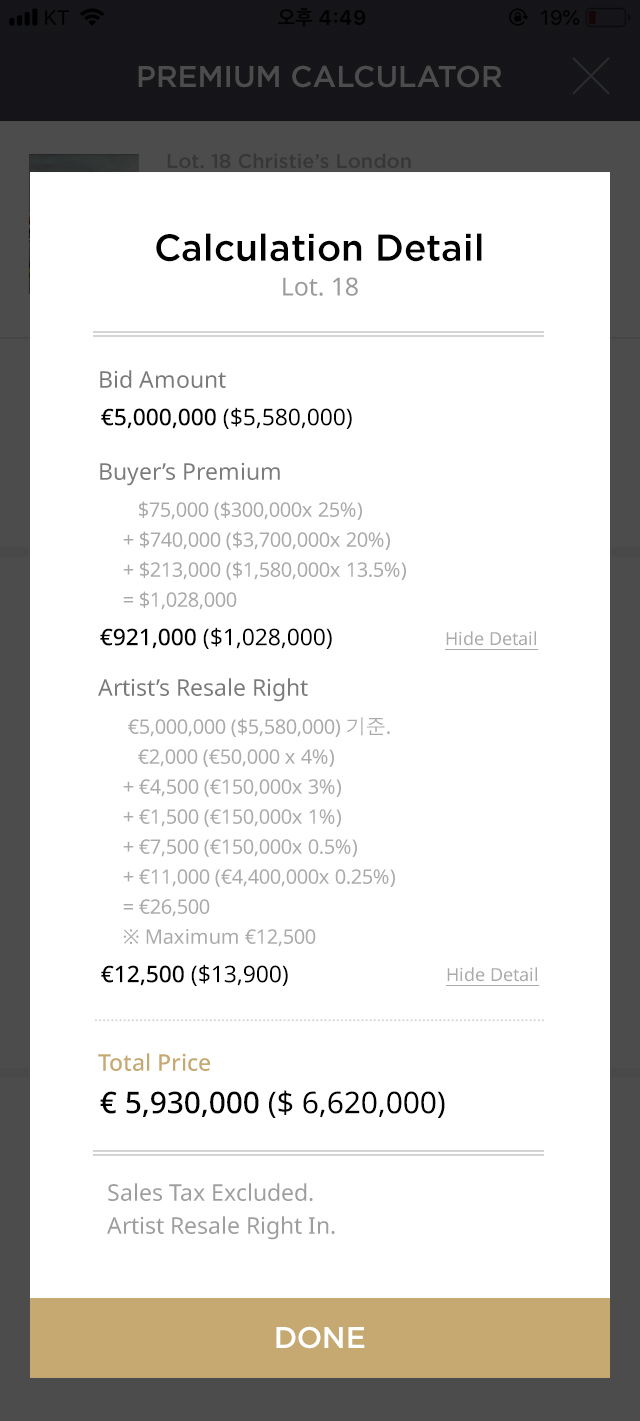 KT 오후 4:49 19%
PREMIUM CALCULATOR
Lot. 18 Christie's London
Calculation Detail
Lot. 18
Bid Amount
€5,000,000 ($5,580,000)
Buyer’s Premium
$75,000 ($300,000x 25%)
+ $740,000 ($3,700,000x 20%)
+ $213,000 ($1,580,000x 13.5%)
= $1,028,000
€921,000 ($1,028,000)
Hide Detail
Artist’s Resale Right
€5,000,000 ($5,580,000) 기준.
€2,000 (€50,000 x 4%)
+ €4,500 (€150,000x 3%)
+ €1,500 (€150,000x 1%)
+ €7,500 (€150,000x 0.5%)
+ €11,000 (€4,400,000x 0.25%)
= €26,500
※ Maximum €12,500
€12,500 ($13,900)
Hide Detail
Total Price
€ 5,930,000 ($ 6,620,000)
Sales Tax Excluded.
Artist Resale Right In.
DONE